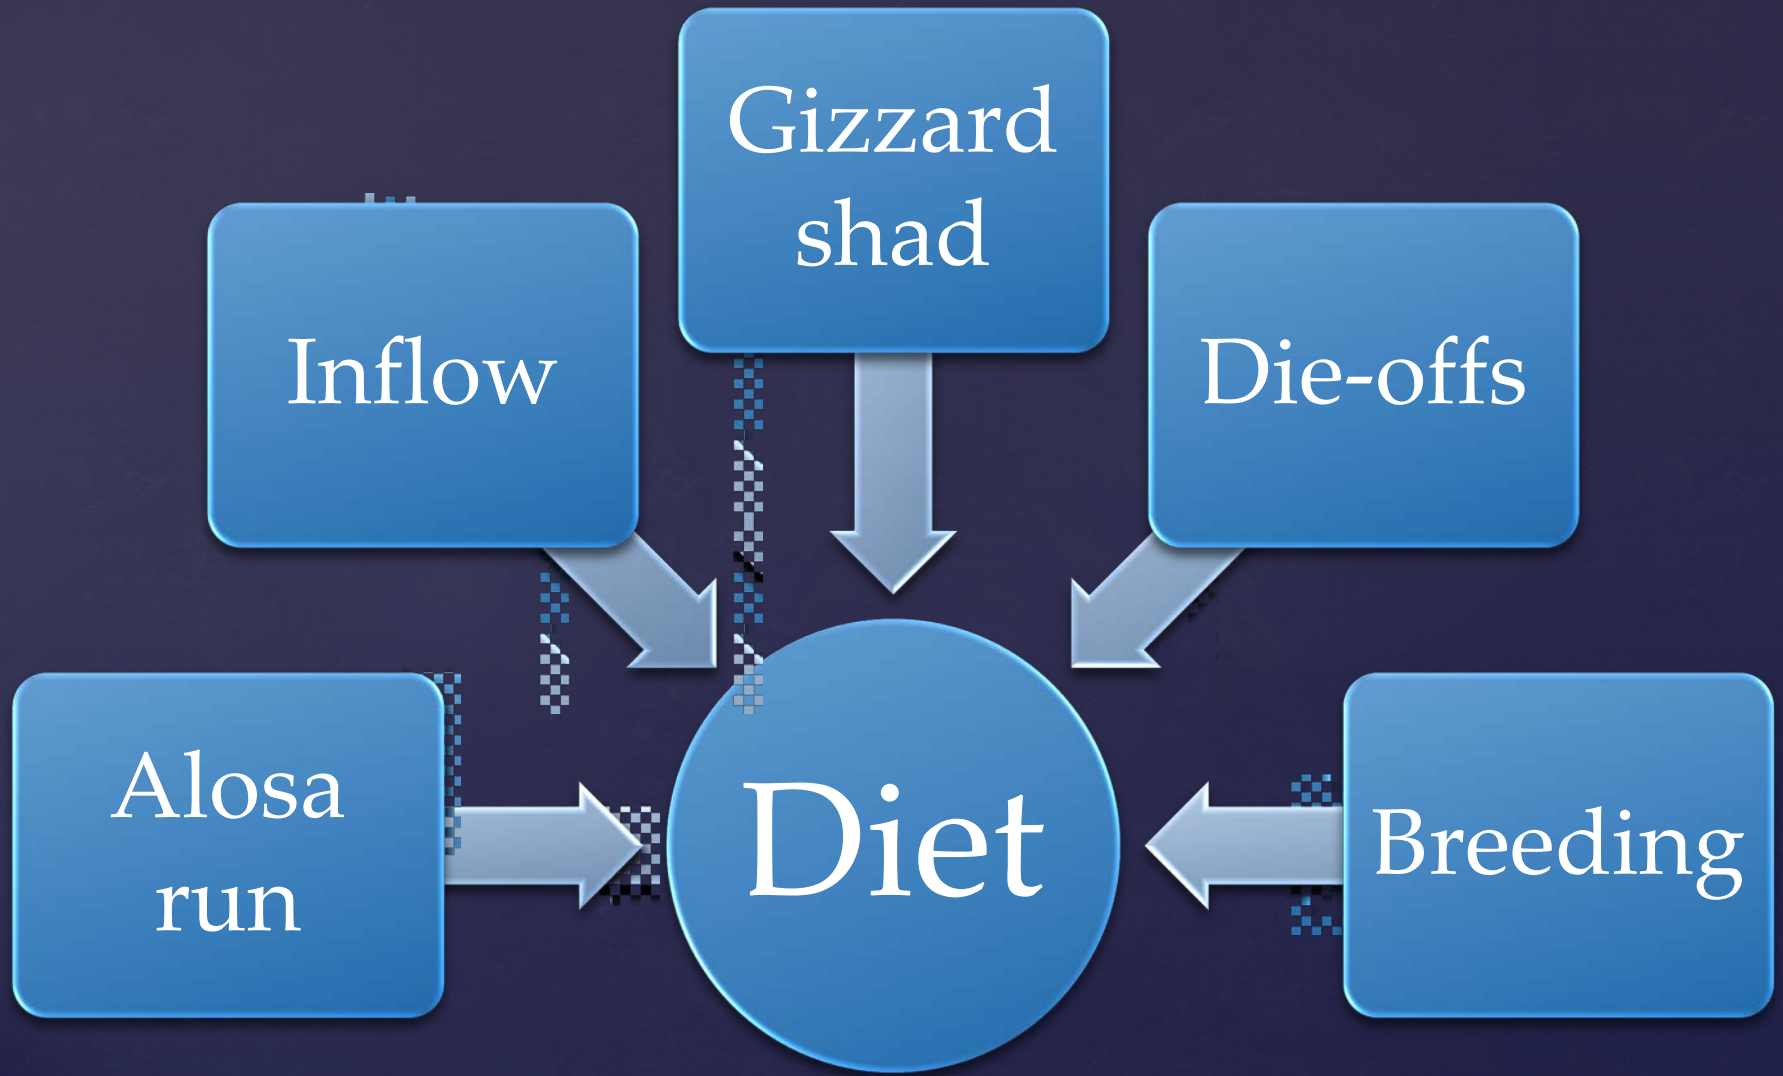 Gizzard
shad
Inflow
Die-offs
Alosa
run
Diet
Breeding